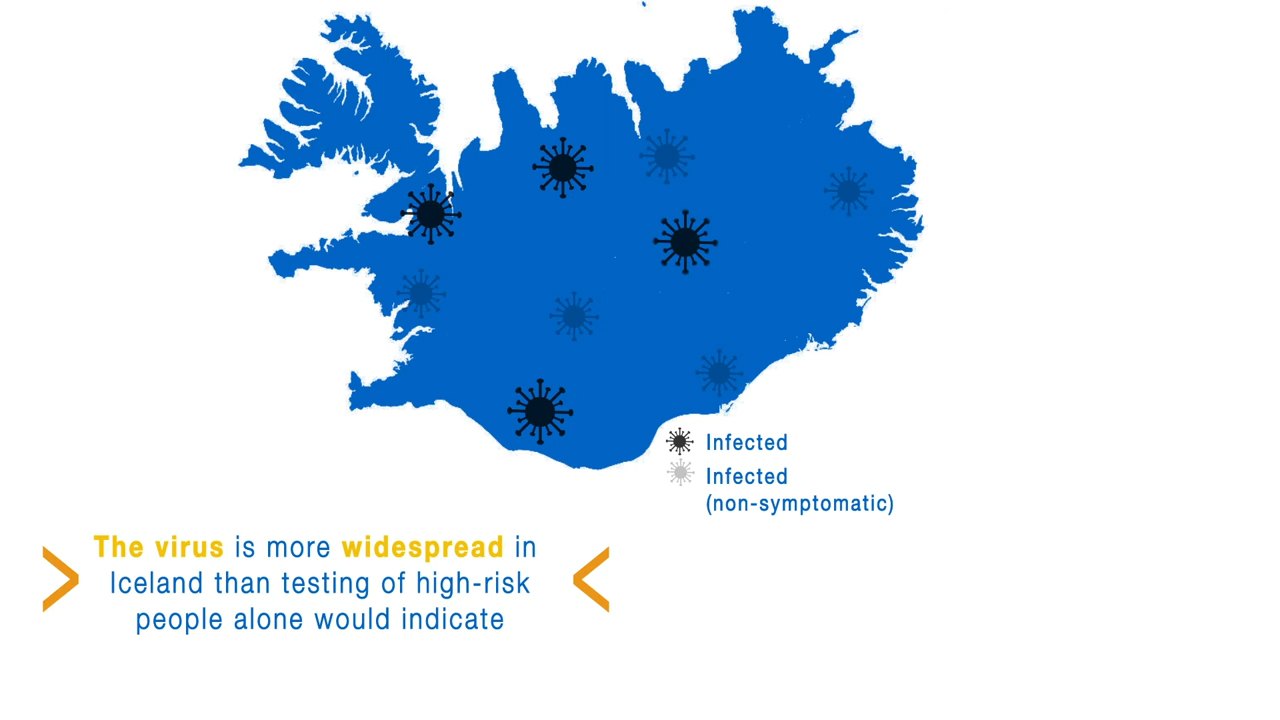 Infected
Infected
(non-symptomatic)
The virus is more widespread in
Iceland than testing of high-risk
people alone would indicate